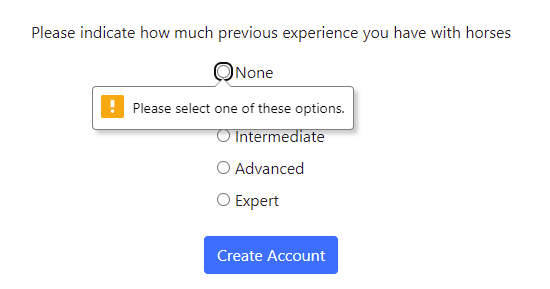 Please indicate how much previous experience you have with horses
None
Please select one of these options.
Intermediate
Advanced
Expert
Create Account